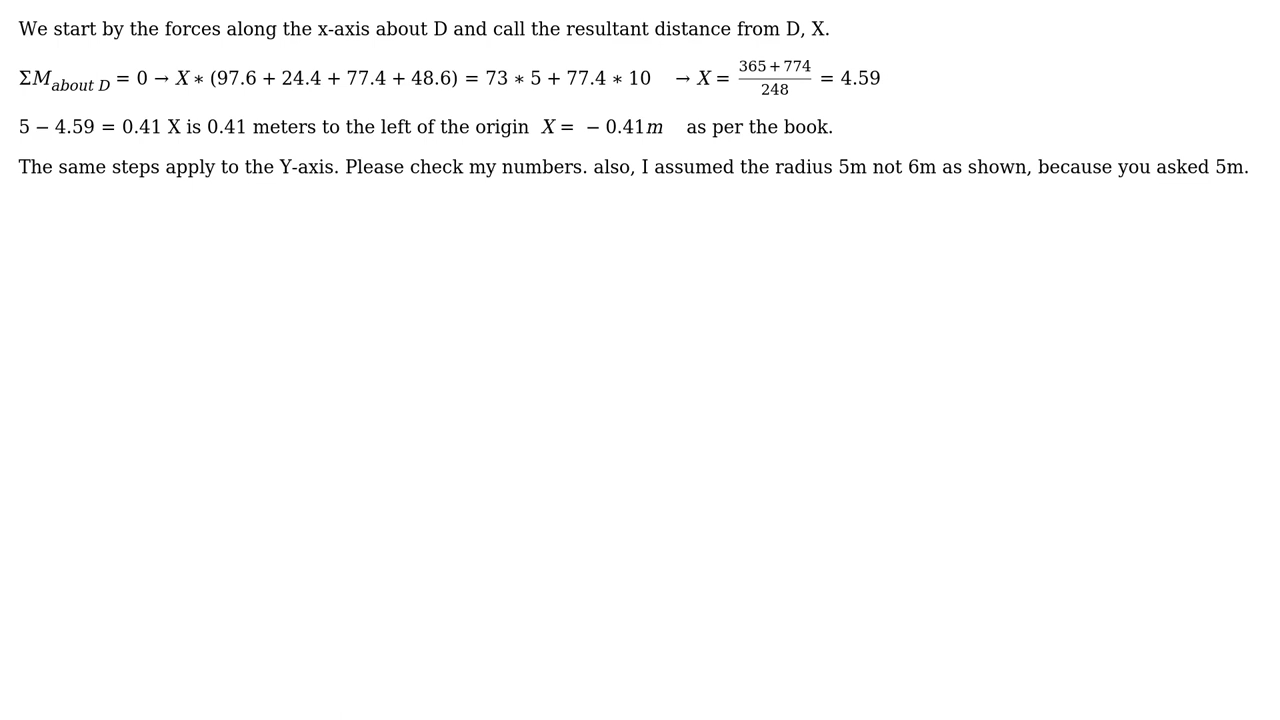 We start by the forces along the x-axis about D and call the resultant distance from D, X.
ΣM_{about D} = 0 → X ∗ (97.6 + 24.4 + 77.4 + 48.6) = 73 ∗ 5 + 77.4 ∗ 10 → X = \frac{365 + 774}{248} = 4.59
5 − 4.59 = 0.41 X is 0.41 meters to the left of the origin X = − 0.41m as per the book.
The same steps apply to the Y-axis. Please check my numbers. also, I assumed the radius 5m not 6m as shown, because you asked 5m.